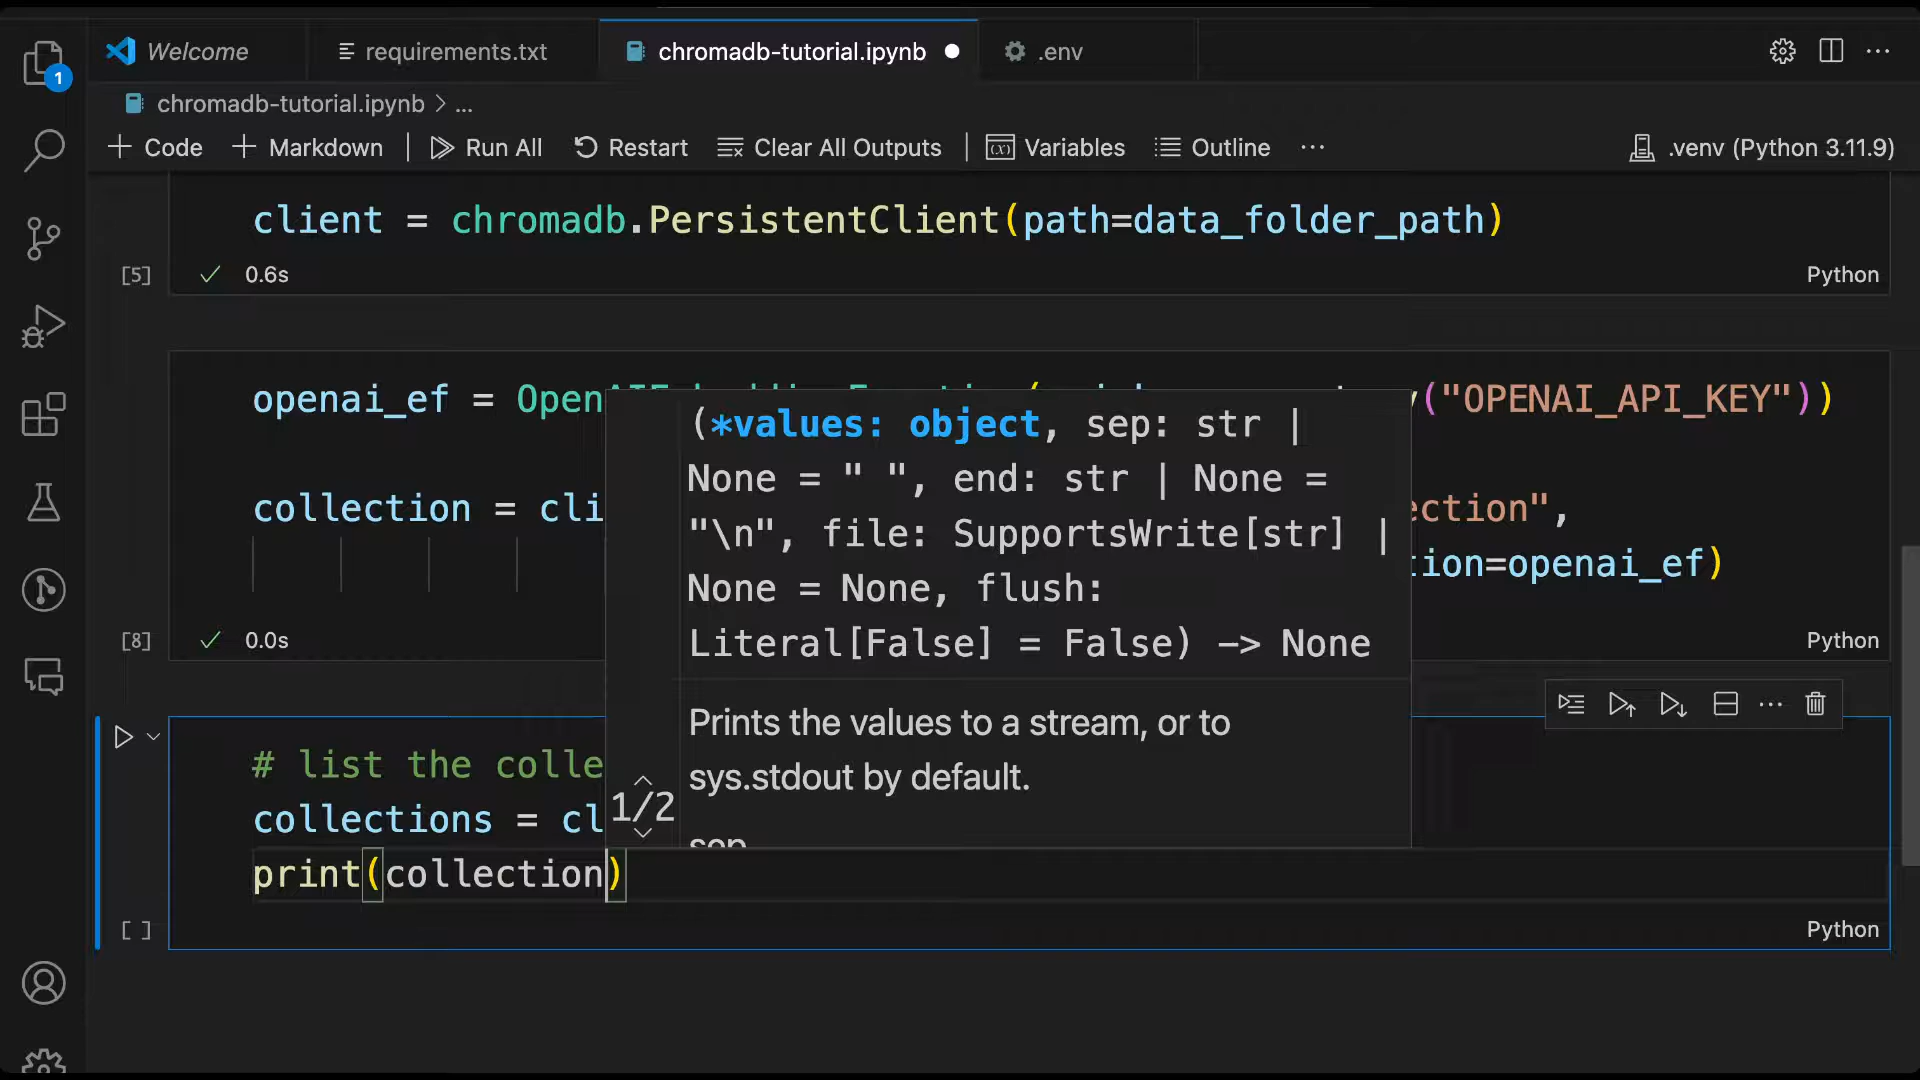 1
Welcome
requirements.txt
chromadb-tutorial.ipynb
.env
chromadb-tutorial.ipynb > ...
+ Code + Markdown | Run All Restart Clear All Outputs | Variables Outline ... .venv (Python 3.11.9)
client = chromadb.PersistentClient(path=data_folder_path)
[5] ✓ 0.6s Python
openai_ef = Open ("OPENAI_API_KEY"))
collection = cli ection",
ion=openai_ef)
[8] ✓ 0.0s Python
(*values: object, sep: str |
None = " ", end: str | None =
"\n", file: SupportsWrite[str] |
None = None, flush:
Literal[False] = False) -> None
Prints the values to a stream, or to
sys.stdout by default.
sep
1/2
# list the colle
collections = cl
print(collection)
[ ] Python